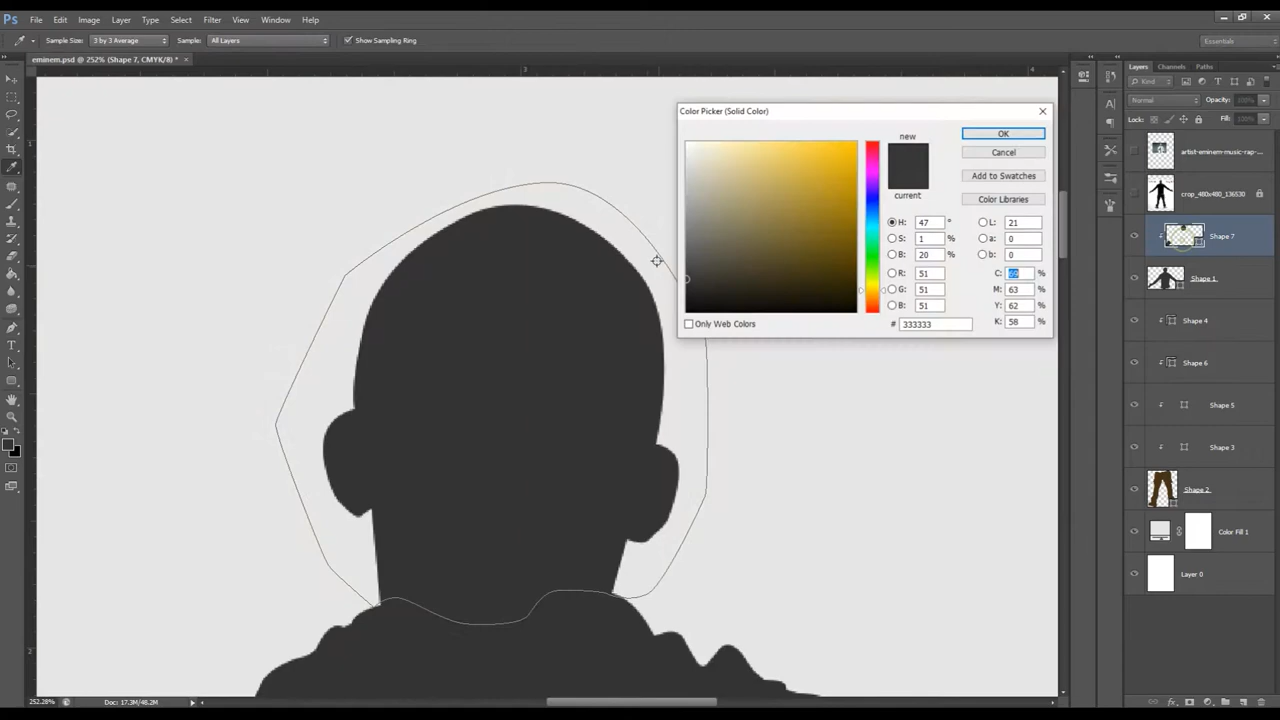 Ps File Edit Image Layer Type Select Filter View Window Help
Sample Size: 3 by 3 Average Sample: All Layers Show Sampling Ring Essentials
eminem.psd @ 252% (Shape 7, CMYK/8) * ×
3 4
1
2
Color Picker (Solid Color)
new
current
OK
Cancel
Add to Swatches
Color Libraries
H: 47 ° L: 21
S: 1 % a: 0
B: 20 % b: 0
R: 51 C: 69 %
G: 51 M: 63 %
B: 51 Y: 62 %
# 333333 K: 58 %
Only Web Colors
Layers Channels Paths
Kind
Normal Opacity: 100%
Lock: Fill: 100%
artist-eminem-music-rap-...
crop_480x480_136530
Shape 7
Shape 1
Shape 4
Shape 6
Shape 5
Shape 3
Shape 2
Color Fill 1
Layer 0
252.28% Doc: 17.3M/48.2M